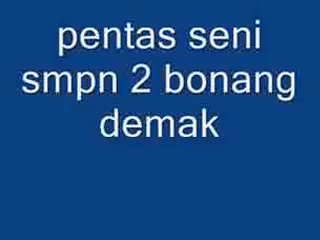 pentas seni
smpn 2 bonang
demak